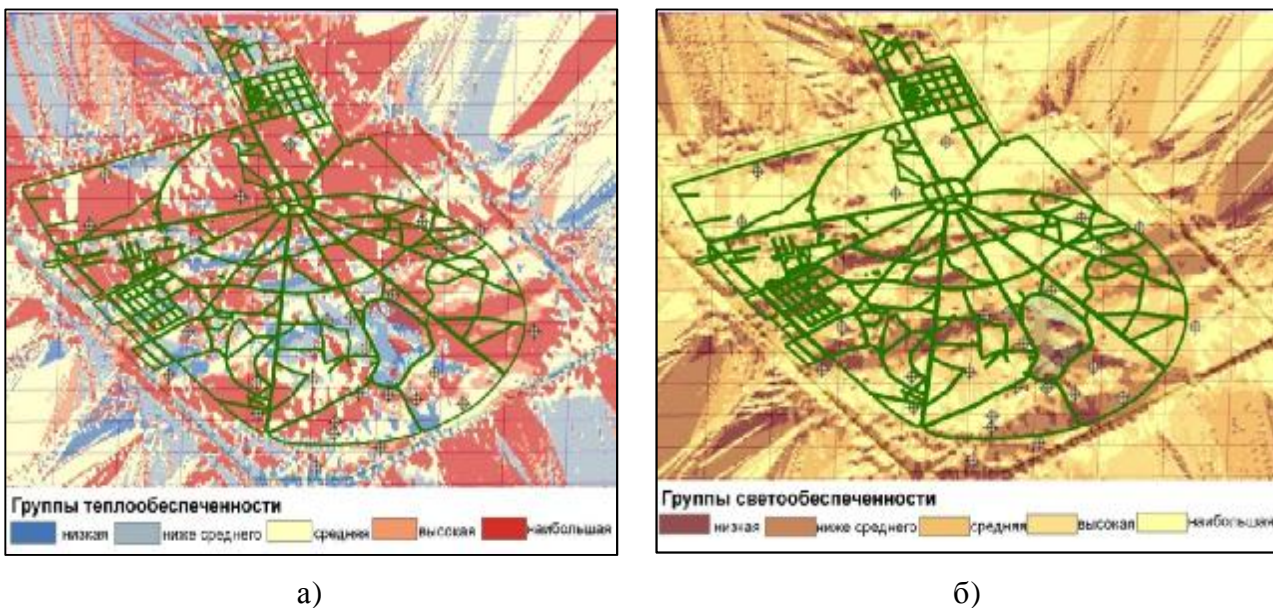 Группы теплообеспеченности
низкая ниже среднего средняя высокая наибольшая
Группы светообеспеченности
низкая ниже среднего средняя высокая наибольшая
а)
б)